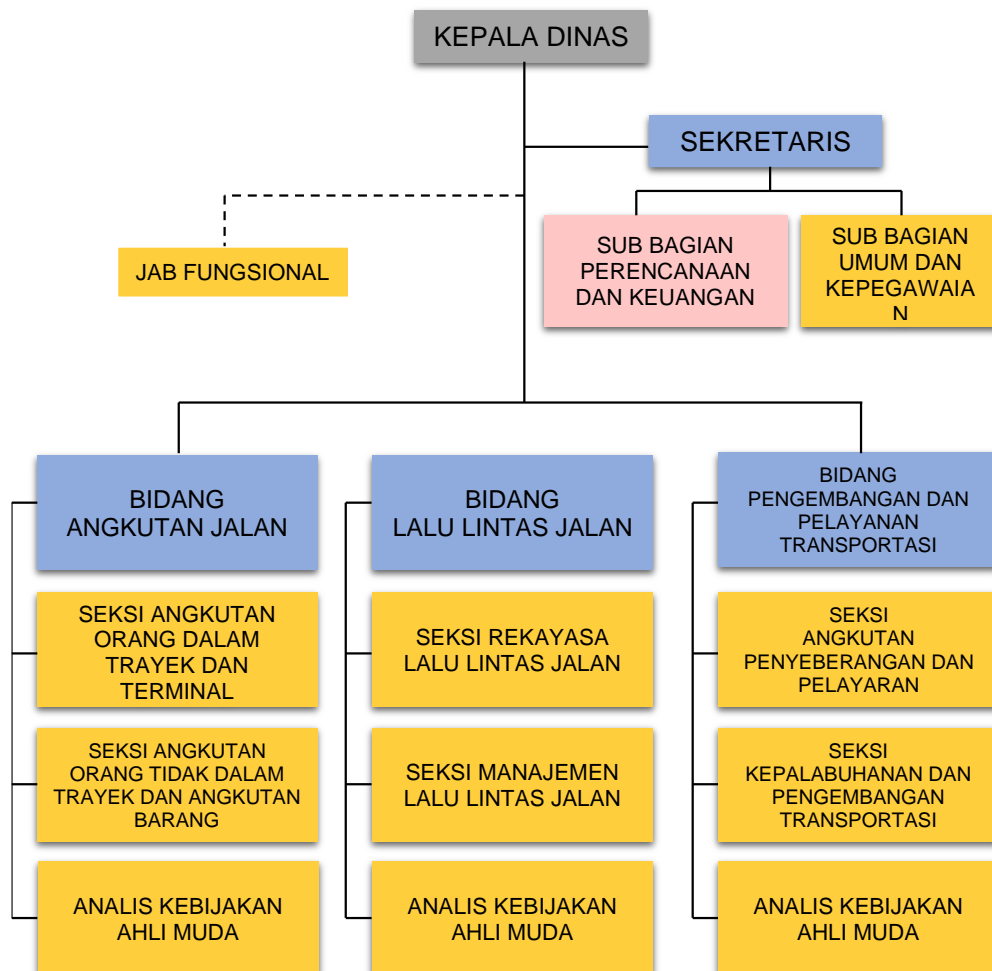 KEPALA DINAS
SEKRETARIS
JAB FUNGSIONAL
SUB BAGIAN
PERENCANAAN
DAN KEUANGAN
SUB BAGIAN
UMUM DAN
KEPEGAWAIA
N
BIDANG
ANGKUTAN JALAN
BIDANG
LALU LINTAS JALAN
BIDANG
PENGEMBANGAN DAN
PELAYANAN
TRANSPORTASI
SEKSI ANGKUTAN
ORANG DALAM
TRAYEK DAN
TERMINAL
SEKSI REKAYASA
LALU LINTAS JALAN
SEKSI
ANGKUTAN
PENYEBERANGAN DAN
PELAYARAN
SEKSI ANGKUTAN
ORANG TIDAK DALAM
TRAYEK DAN ANGKUTAN
BARANG
SEKSI MANAJEMEN
LALU LINTAS JALAN
SEKSI
KEPALABUHANAN DAN
PENGEMBANGAN
TRANSPORTASI
ANALIS KEBIJAKAN
AHLI MUDA
ANALIS KEBIJAKAN
AHLI MUDA
ANALIS KEBIJAKAN
AHLI MUDA